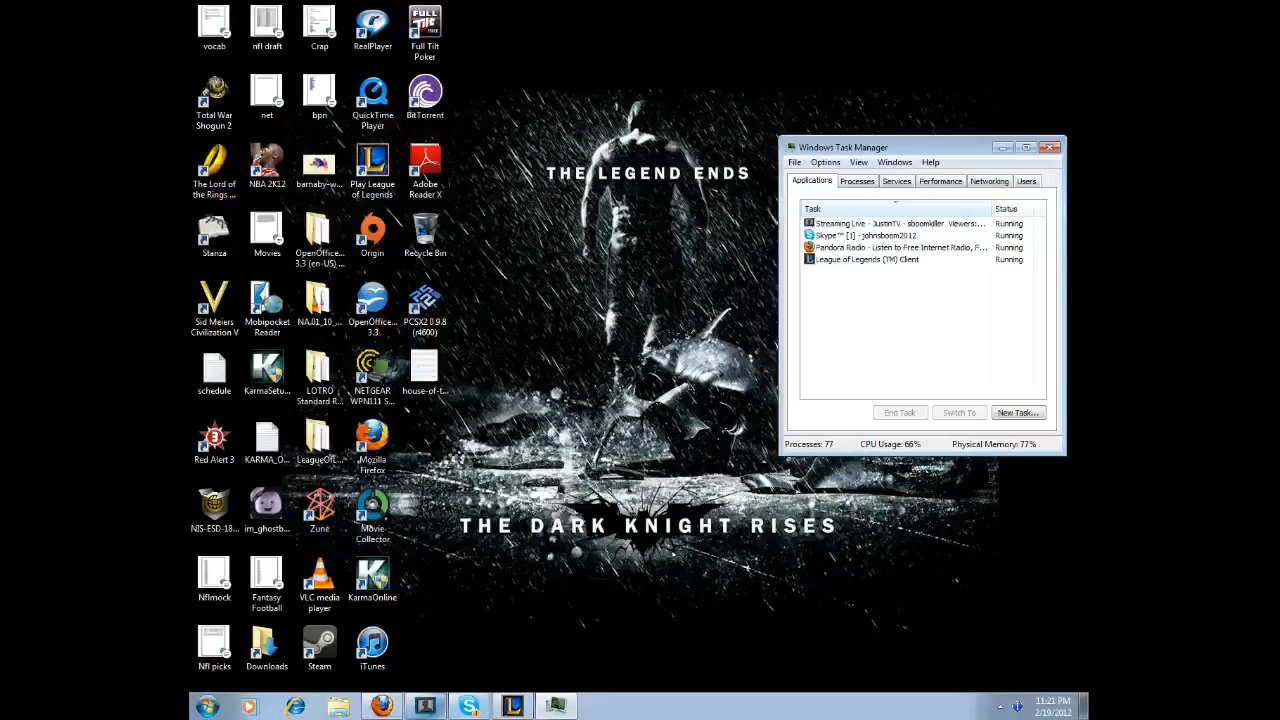 vocab
nfl draft
Crap
RealPlayer
Full Tilt
Poker
FULL
TiLT
Total War
Shogun 2
net
bpn
QuickTime
Player
BitTorrent
The Lord of
the Rings ...
NBA 2K12
barnaby-w...
Play League
of Legends
Adobe
Reader X
Stanza
Movies
OpenOffice...
3.3 (en-US) ...
Origin
Recycle Bin
Sid Meiers
Civilization V
Mobipocket
Reader
NA.01_10_...
OpenOffice...
3.3
PCSX2 0.9.8
(r4600)
schedule
KarmaSetu...
LOTRO
Standard R...
NETGEAR
WPN111 S...
house-of-t...
Red Alert 3
KARMA_O...
LeagueOfL...
Mozilla
Firefox
NIS-ESD-18...
im_ghostb...
Zune
Movie
Collector
Nflmock
Fantasy
Football
VLC media
player
KarmaOnline
Nfl picks
Downloads
Steam
iTunes
THE LEGEND ENDS
THE DARK KNIGHT RISES
Windows Task Manager
File Options View Windows Help
Applications Processes Services Performance Networking Users
Task Status
Streaming Live - JustinTV - sboomkiller Viewers:... Running
Skype™ [1] - johnsboom2012 Running
Pandora Radio - Listen to Free Internet Radio, F... Running
League of Legends (TM) Client Running
End Task Switch To New Task...
Processes: 77 CPU Usage: 66% Physical Memory: 77%
11:21 PM
2/19/2012